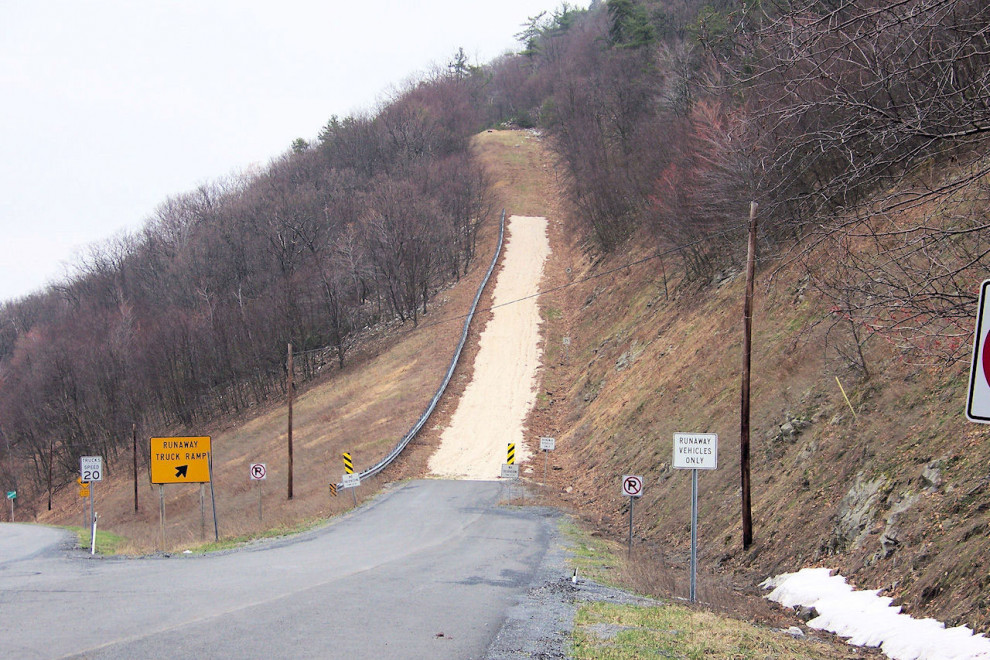 TRUCKS
SPEED
20
RUNAWAY
TRUCK RAMP
RUNAWAY
VEHICLES
ONLY